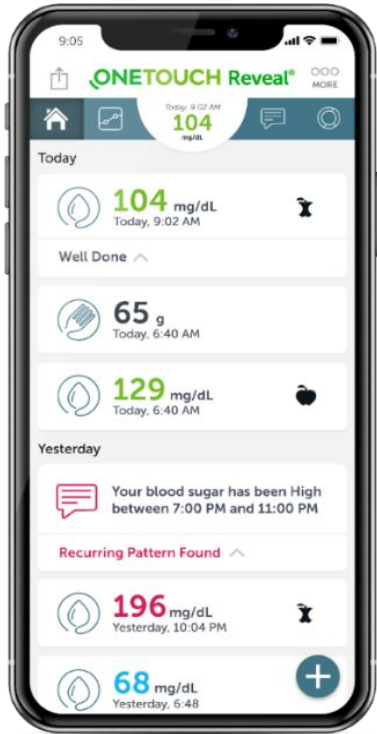 9:05
ONETOUCH Reveal®
MORE
Today, 9:02 AM
104
mg/dL
Today
104 mg/dL
Today, 9:02 AM
Well Done
65 g
Today, 6:40 AM
129 mg/dL
Today, 6:40 AM
Yesterday
Your blood sugar has been High
between 7:00 PM and 11:00 PM
Recurring Pattern Found
196 mg/dL
Yesterday, 10:04 PM
68 mg/dL
Yesterday, 6:48